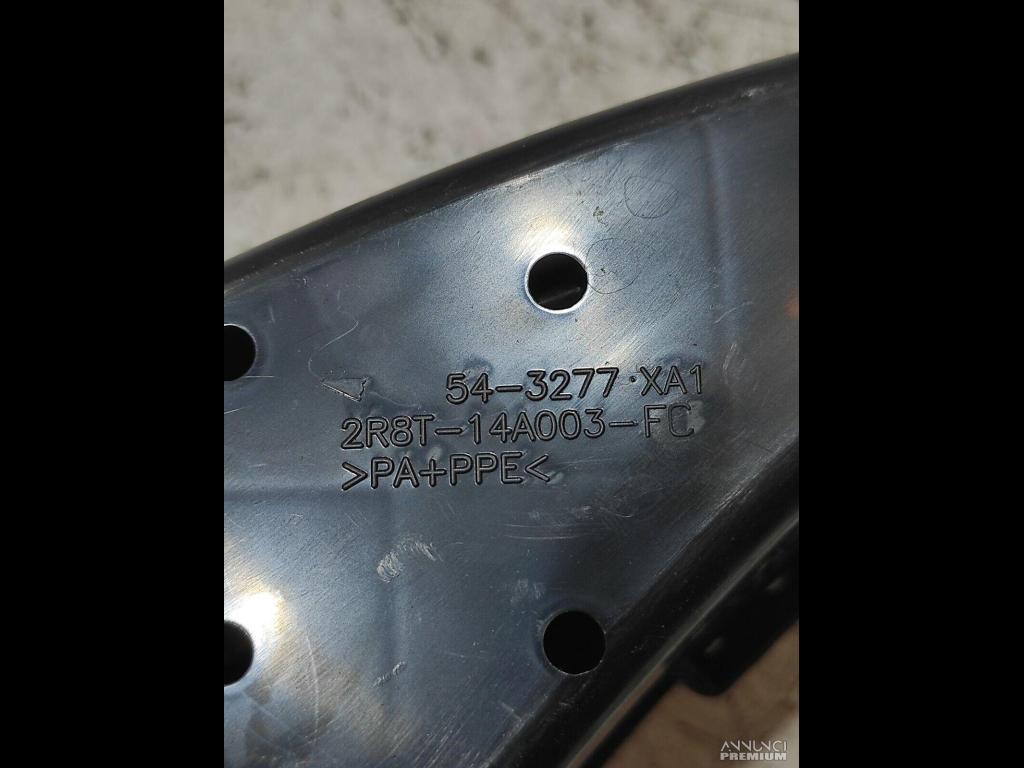 54-3277·XA1
2R8T-14A003-FC
>PA+PPE<
ANNUNCI
PREMIUM